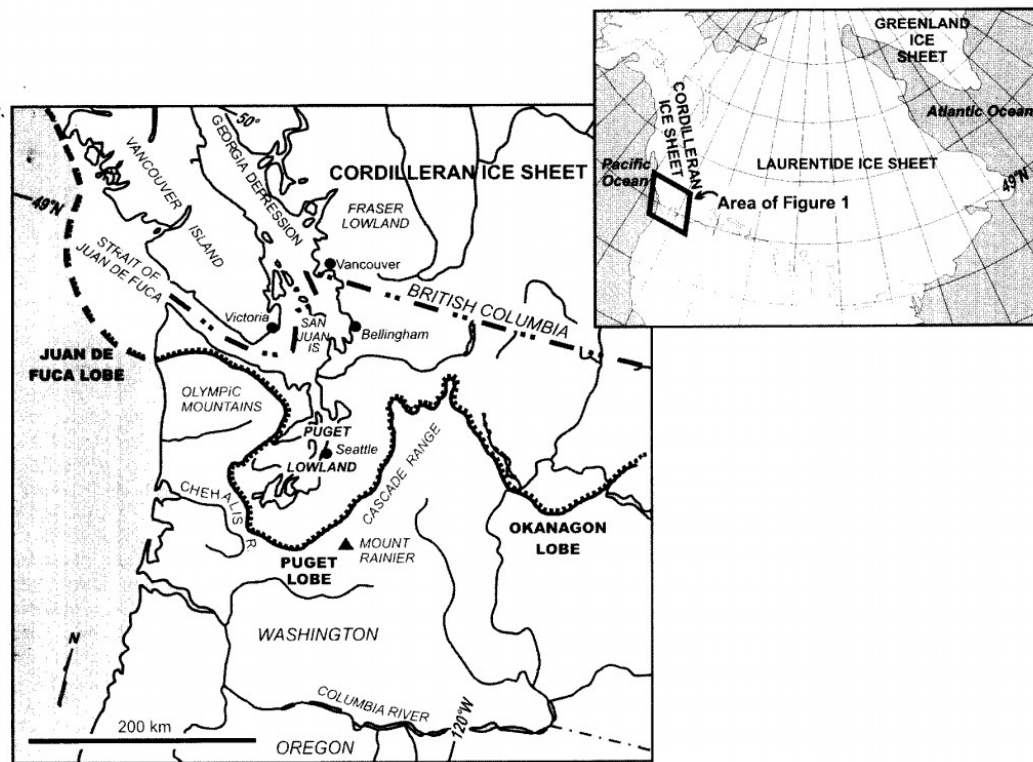 GREENLAND
ICE
SHEET
CORDILLERAN
ICE SHEET
Atlantic Ocean
Pacific
Ocean
LAURENTIDE ICE SHEET
49°N
Area of Figure 1
50°
VANCOUVER
ISLAND
GEORGIA DEPRESSION
CORDILLERAN ICE SHEET
49°N
FRASER
LOWLAND
STRAIT OF
JUAN DE FUCA
Vancouver
BRITISH COLUMBIA
Victoria
SAN
JUAN
IS
Bellingham
JUAN DE
FUCA LOBE
OLYMPIC
MOUNTAINS
PUGET
LOWLAND
Seattle
CASCADE RANGE
CHEHALIS R.
OKANAGON
LOBE
MOUNT
RAINIER
PUGET
LOBE
WASHINGTON
N
COLUMBIA RIVER
120°W
200 km
OREGON